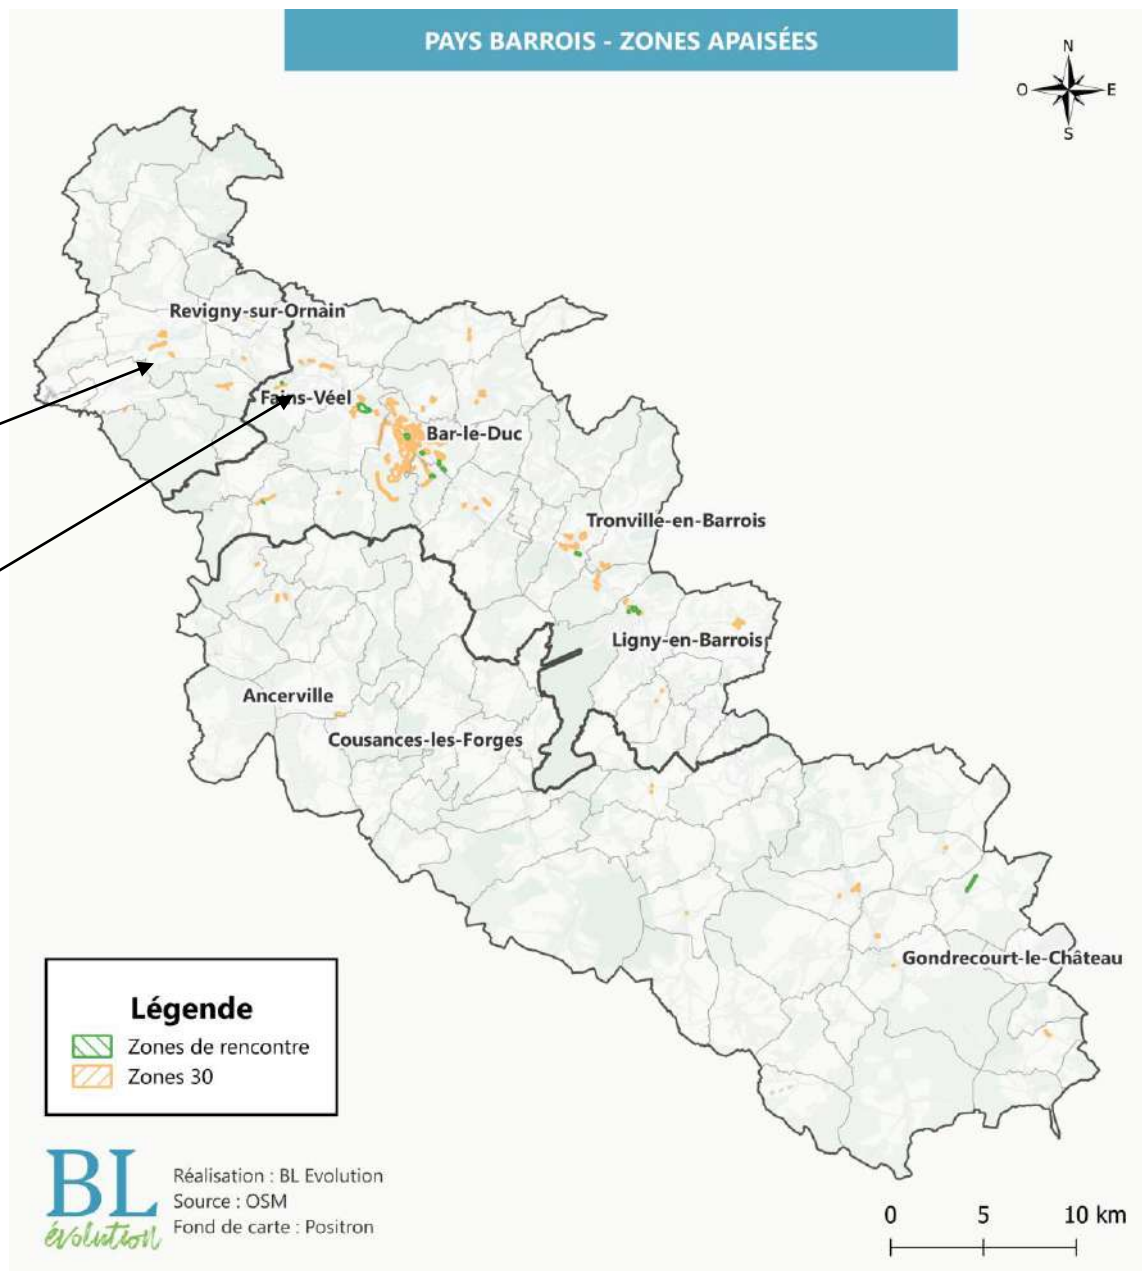 PAYS BARROIS - ZONES APAISÉES
N
O
E
S
Revigny-sur-Ornain
Fains-Véel
Bar-le-Duc
Tronville-en-Barrois
Ligny-en-Barrois
Ancerville
Cousances-les-Forges
Gondrecourt-le-Château
Légende
Zones de rencontre
Zones 30
BL
évolution
Réalisation : BL Evolution
Source : OSM
Fond de carte : Positron
0 5 10 km